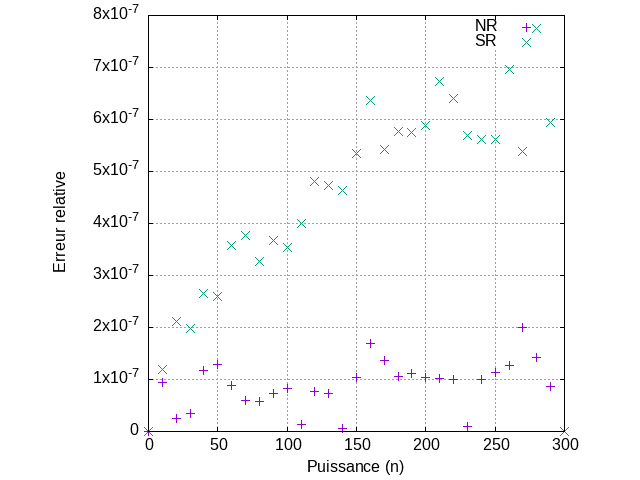 8x10-7
7x10-7
6x10-7
5x10-7
4x10-7
3x10-7
2x10-7
1x10-7
0
Erreur relative
NR
SR
0 50 100 150 200 250 300
Puissance (n)